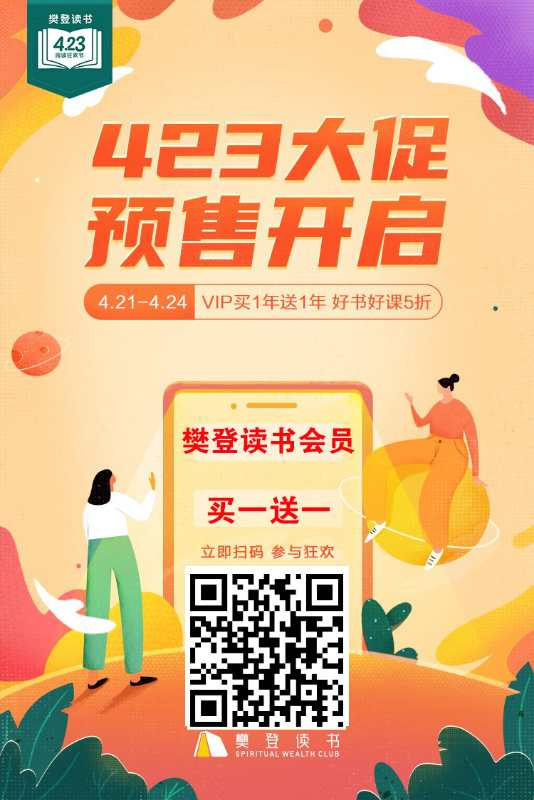 樊登读书
4.23
阅读狂欢节
423大促
预售开启
4.21-4.24 VIP买1年送1年 好书好课5折
樊登读书会员
买一送一
立即扫码 参与狂欢
樊登读书
SPIRITUAL WEALTH CLUB